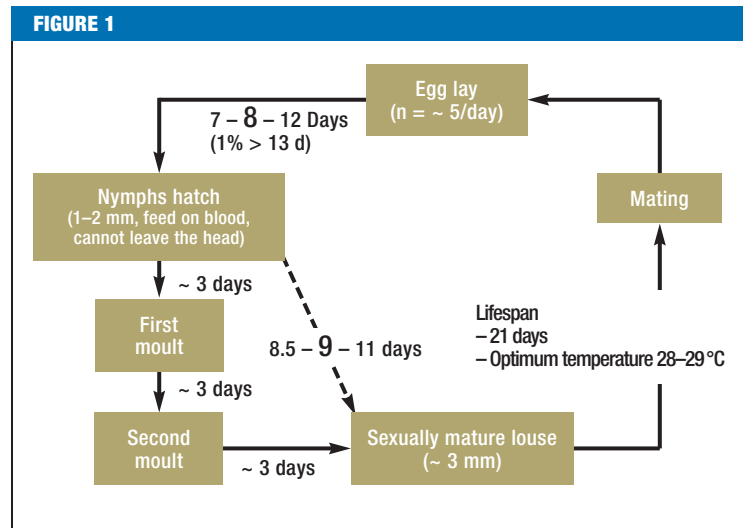 FIGURE 1
Egg lay
(n = ~ 5/day)
7 – 8 – 12 Days
(1% > 13 d)
Nymphs hatch
(1–2 mm, feed on blood,
cannot leave the head)
Mating
~ 3 days
First
moult
8.5 – 9 – 11 days
Lifespan
– 21 days
– Optimum temperature 28–29 °C
~ 3 days
Second
moult
~ 3 days
Sexually mature louse
(~ 3 mm)